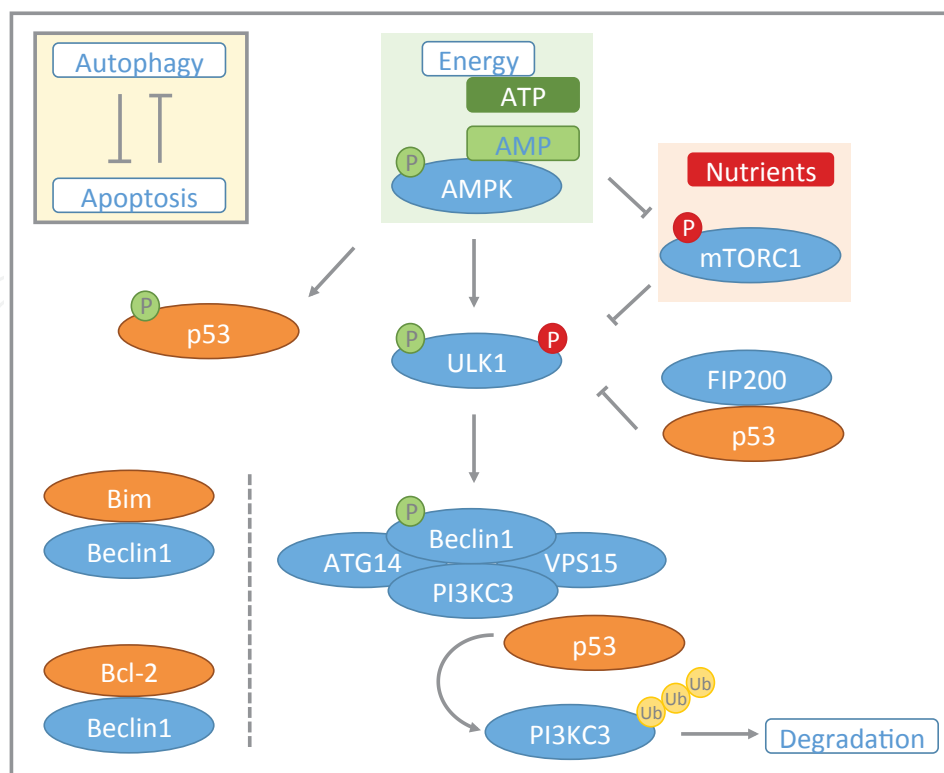 Autophagy
Apoptosis
Energy
ATP
AMP
P
AMPK
Nutrients
P
mTORC1
P
p53
P
P
ULK1
FIP200
p53
Bim
Beclin1
P
Beclin1
ATG14
VPS15
PI3KC3
p53
Bcl-2
Beclin1
Ub
Ub
Ub
PI3KC3
Degradation